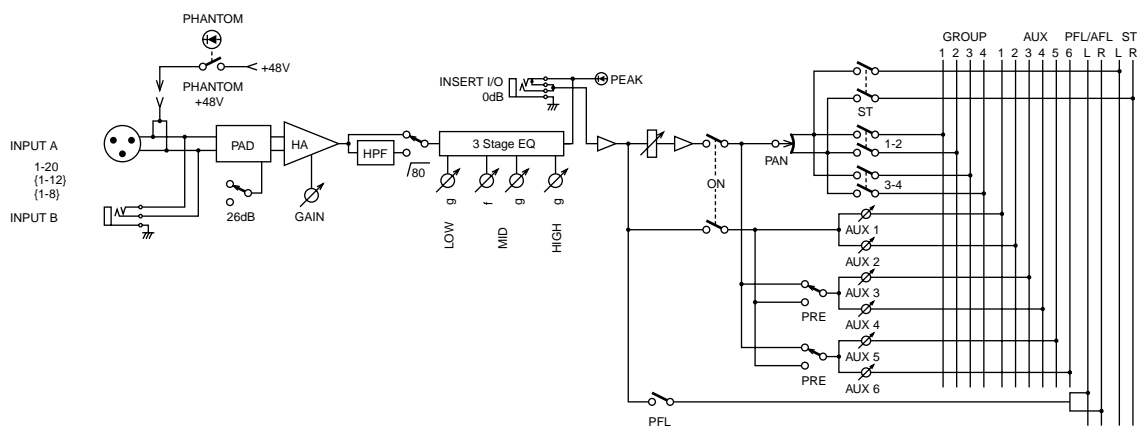 PHANTOM
+48V
PHANTOM
+48V
INPUT A
1-20
{1-12}
{1-8}
INPUT B
PAD
26dB
HA
GAIN
HPF
80
3 Stage EQ
g
f
g
g
LOW
MID
HIGH
INSERT I/O
0dB
PEAK
ON
PAN
ST
1-2
3-4
AUX 1
AUX 2
AUX 3
PRE
AUX 4
AUX 5
PRE
AUX 6
PFL
GROUP AUX PFL/AFL ST
1 2 3 4 1 2 3 4 5 6 L R L R